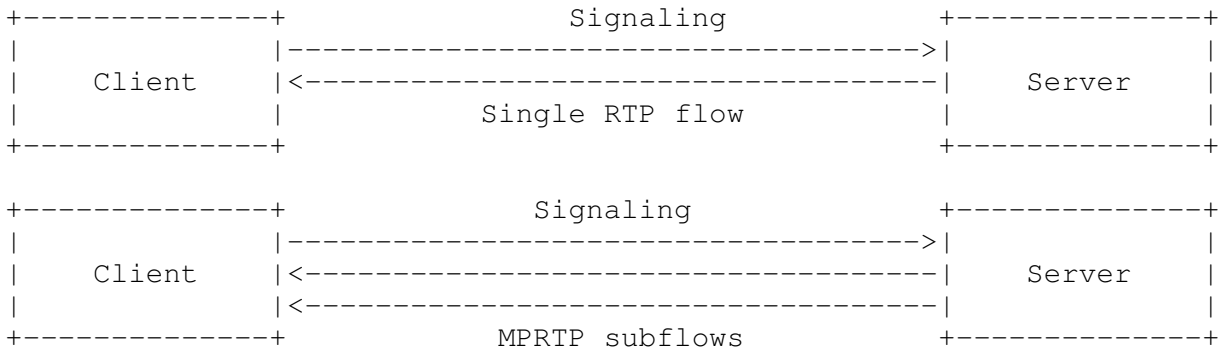 Signaling
Client
Server
Single RTP flow
Signaling
Client
Server
MPRTP subflows